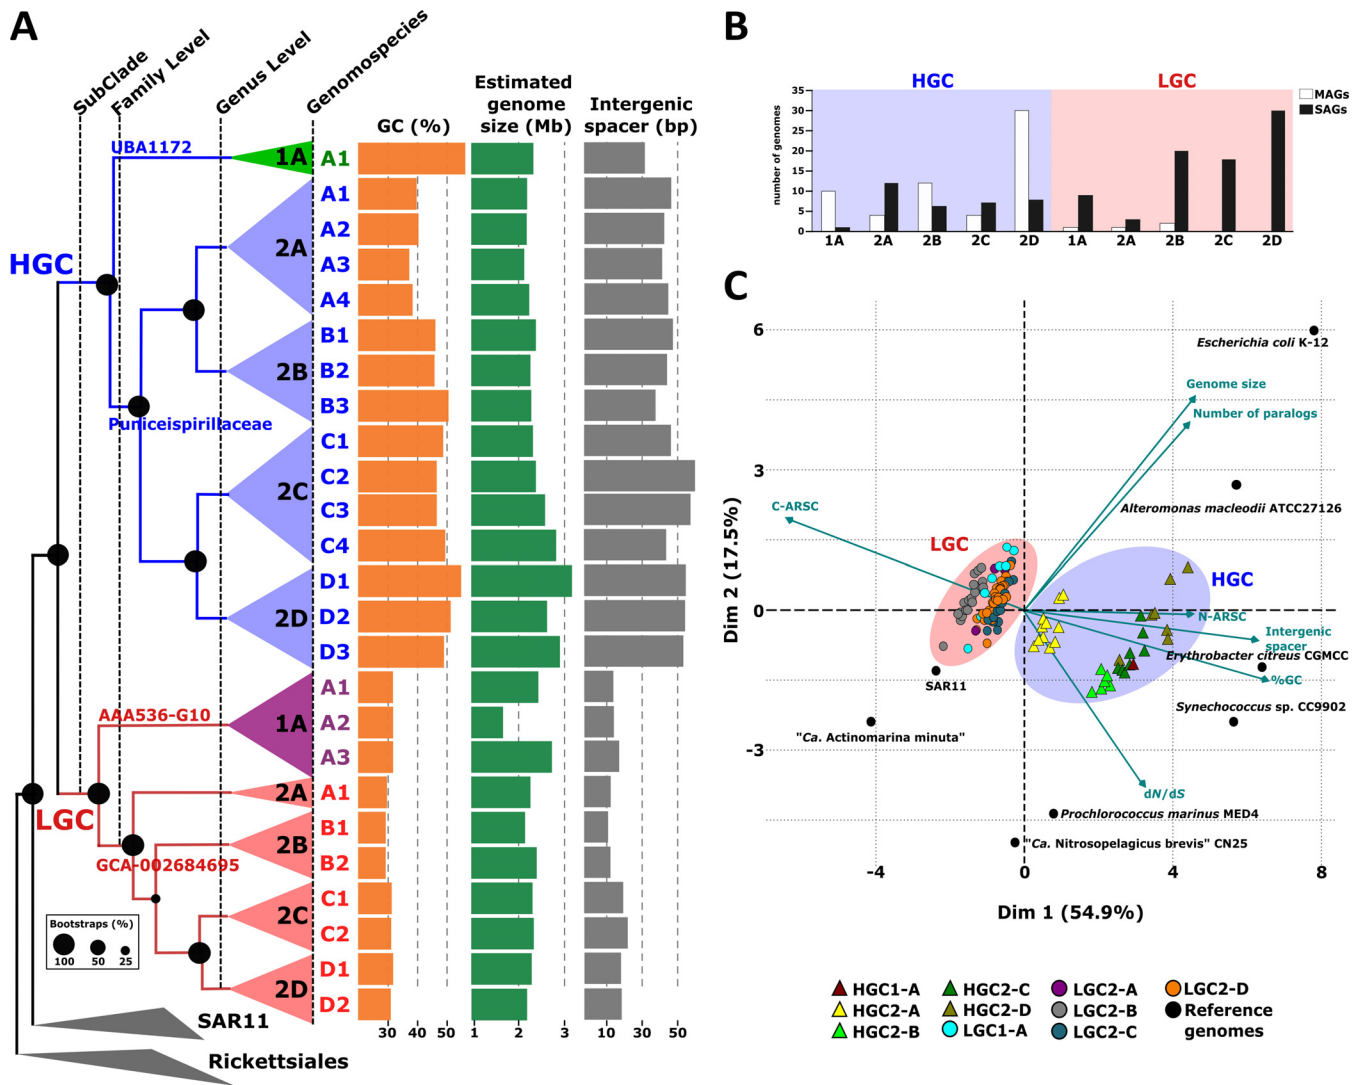 A
SubClade
Family Level
Genus Level
Genomospecies
GC (%)
Estimated
genome
size (Mb)
Intergenic
spacer (bp)
UBA1172
HGC
Puniceispirillaceae
1A
A1
2A
A1
A2
A3
A4
2B
B1
B2
B3
2C
C1
C2
C3
C4
2D
D1
D2
D3
AAA536-G10
LGC
GCA-002684695
1A
A1
A2
A3
2A
A1
2B
B1
B2
2C
C1
C2
2D
D1
D2
Bootstraps (%)
100 50 25
SAR11
Rickettsiales
30 40 50
1 2 3
10 30 50
B
HGC
LGC
MAGs
SAGs
number of genomes
35
30
25
20
15
10
5
0
1A 2A 2B 2C 2D 1A 2A 2B 2C 2D
C
6
3
0
-3
Dim 2 (17.5%)
Escherichia coli K-12
Genome size
Number of paralogs
Alteromonas macleodii ATCC27126
C-ARSC
LGC
HGC
N-ARSC
Intergenic
spacer
Erythrobacter citreus CGMCC
%GC
SAR11
Synechococcus sp. CC9902
"Ca. Actinomarina minuta"
dN/dS
Prochlorococcus marinus MED4
"Ca. Nitrosopelagicus brevis" CN25
-4 0 4 8
Dim 1 (54.9%)
HGC1-A HGC2-C LGC2-A LGC2-D
HGC2-A HGC2-D LGC2-B Reference
genomes
HGC2-B LGC1-A LGC2-C